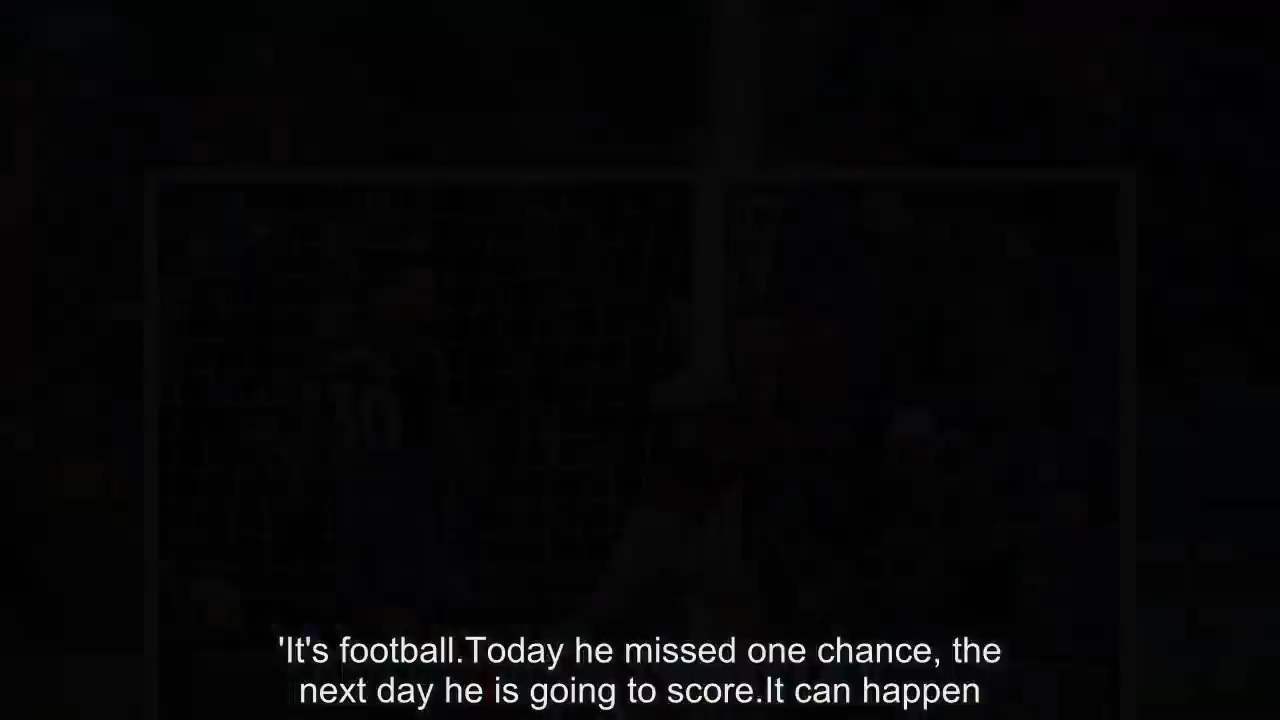 'It's football.Today he missed one chance, the
next day he is going to score.It can happen